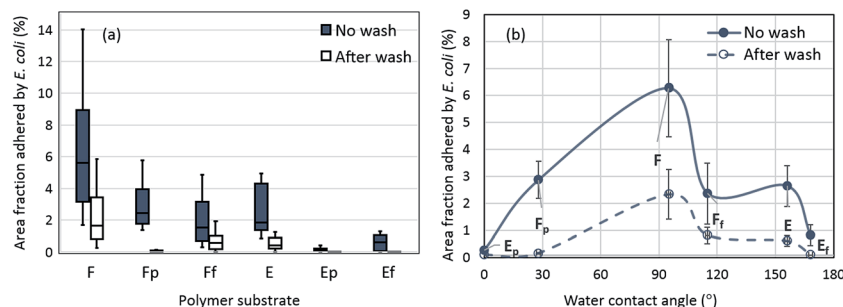 (a)
No wash
After wash
Area fraction adhered by E. coli (%)
14
12
10
8
6
4
2
0
F Fp Ff E Ep Ef
Polymer substrate
(b)
No wash
After wash
Area fraction adhered by E. coli (%)
9
8
7
6
5
4
3
2
1
0
F
Fp
Ff
E
Ep
Ef
0 30 60 90 120 150 180
Water contact angle (°)